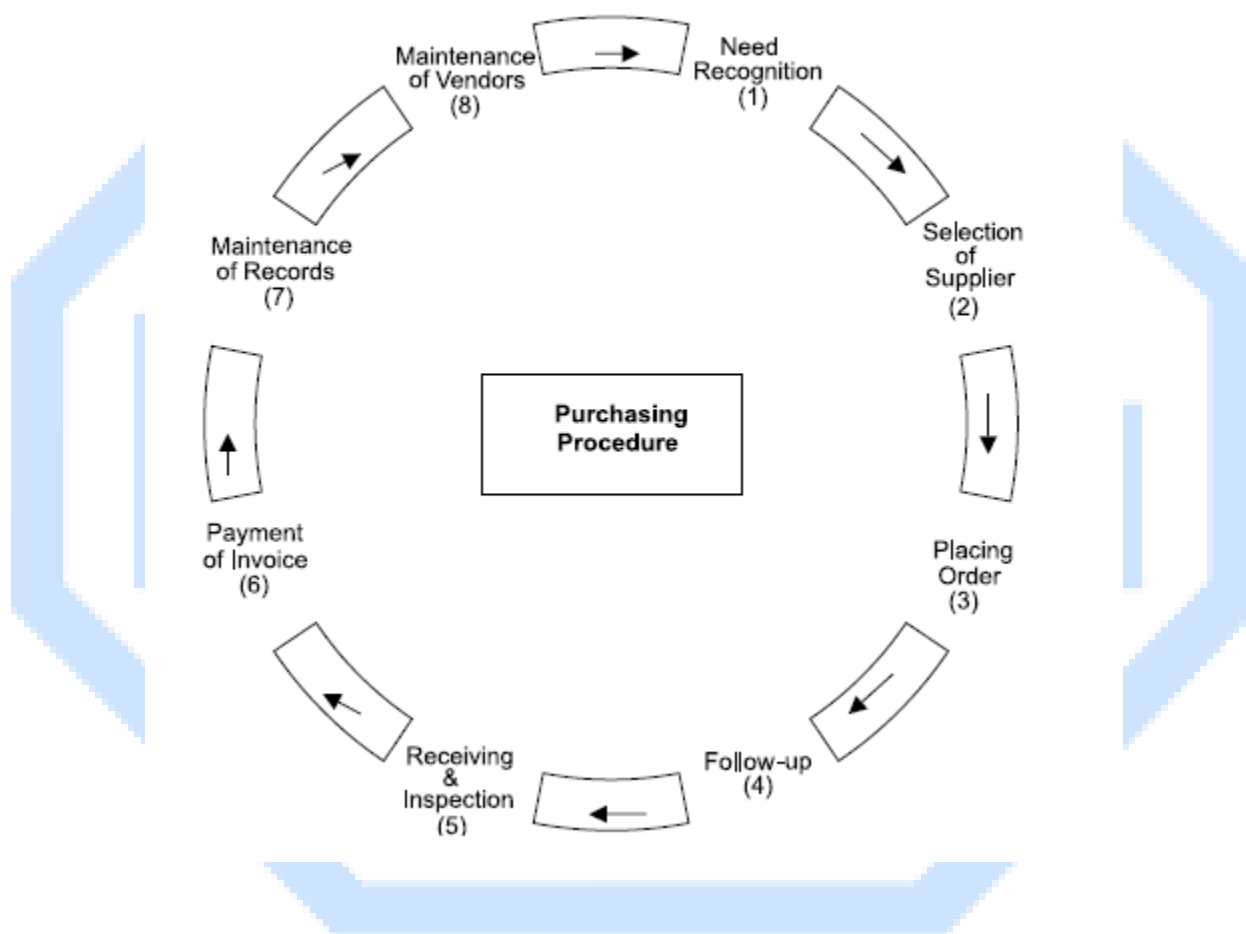 Need
Recognition
(1)
Selection
of
Supplier
(2)
Placing
Order
(3)
Follow-up
(4)
Receiving
&
Inspection
(5)
Payment
of Invoice
(6)
Maintenance
of Records
(7)
Maintenance
of Vendors
(8)
Purchasing
Procedure